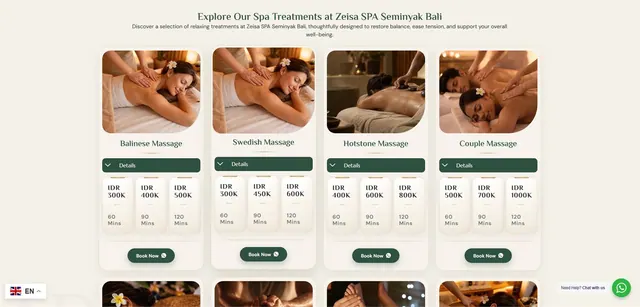 Explore Our Spa Treatments at Zeisa SPA Seminyak Bali
Discover a selection of relaxing treatments at Zeisa SPA Seminyak Bali, thoughtfully designed to restore balance, ease tension, and support your overall
well-being.
Balinese Massage
Details
IDR 300K
IDR 400K
IDR 500K
60 Mins
90 Mins
120 Mins
Book Now
Swedish Massage
Details
IDR 300K
IDR 450K
IDR 600K
60 Mins
90 Mins
120 Mins
Book Now
Hotstone Massage
Details
IDR 400K
IDR 600K
IDR 800K
60 Mins
90 Mins
120 Mins
Book Now
Couple Massage
Details
IDR 500K
IDR 700K
IDR 1000K
60 Mins
90 Mins
120 Mins
Book Now
EN
Need Help? Chat with us